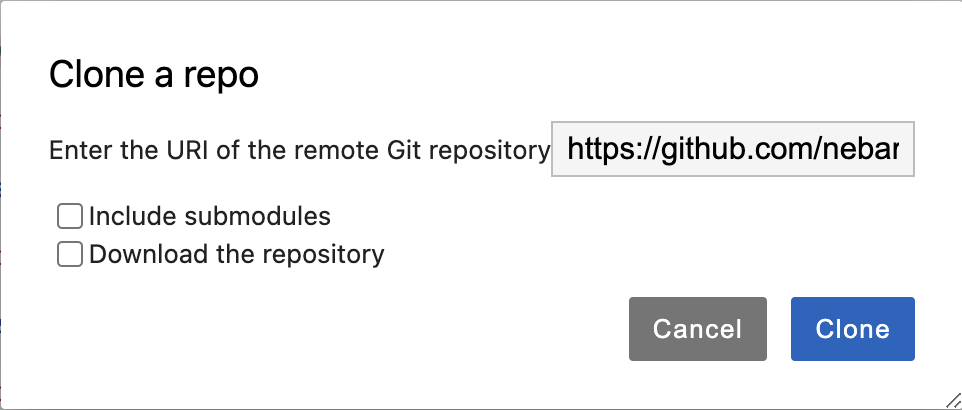 Clone a repo
Enter the URI of the remote Git repository https://github.com/nebar
Include submodules
Download the repository
Cancel Clone